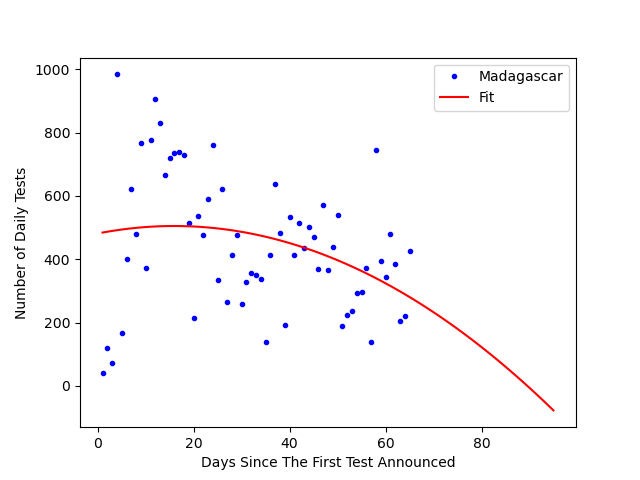 Madagascar
Fit
1000
800
600
400
200
0
Number of Daily Tests
0 20 40 60 80
Days Since The First Test Announced